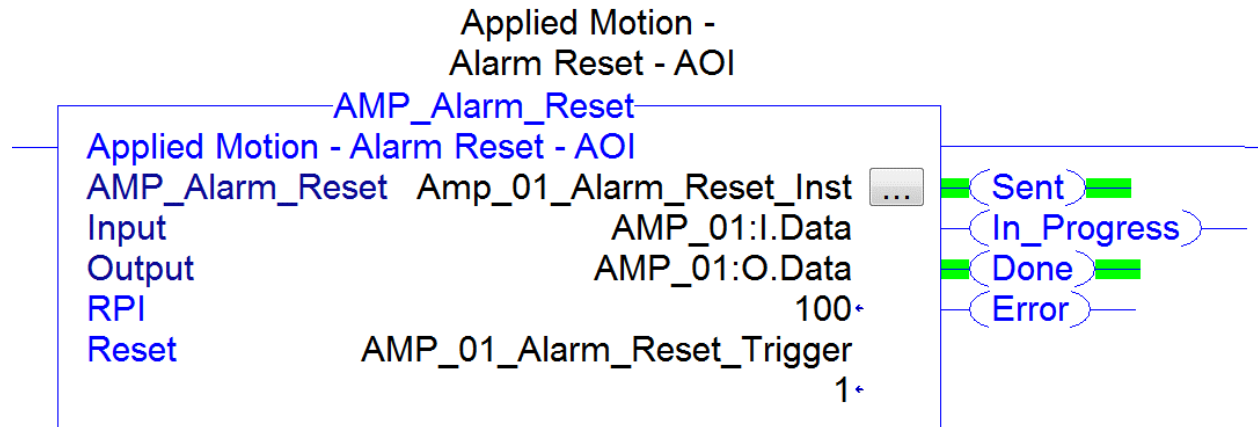 Applied Motion -
Alarm Reset - AOI
AMP_Alarm_Reset
Applied Motion - Alarm Reset - AOI
AMP_Alarm_Reset Amp_01_Alarm_Reset_Inst ... Sent
Input AMP_01:I.Data In_Progress
Output AMP_01:O.Data Done
RPI 100 Error
Reset AMP_01_Alarm_Reset_Trigger
1